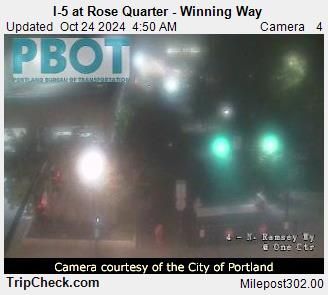 I-5 at Rose Quarter - Winning Way
Updated Oct 24 2024 4:50 AM Camera 4
PBOT
PORTLAND BUREAU OF TRANSPORTATION
4 - N. Ramsey Wy
@ One Ctr
Camera courtesy of the City of Portland
TripCheck.com Milepost302.00